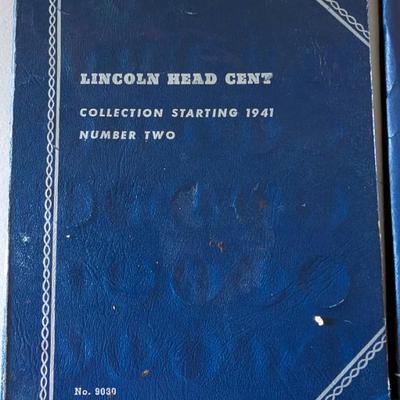 LINCOLN HEAD CENT
COLLECTION STARTING 1941
NUMBER TWO
No. 9030